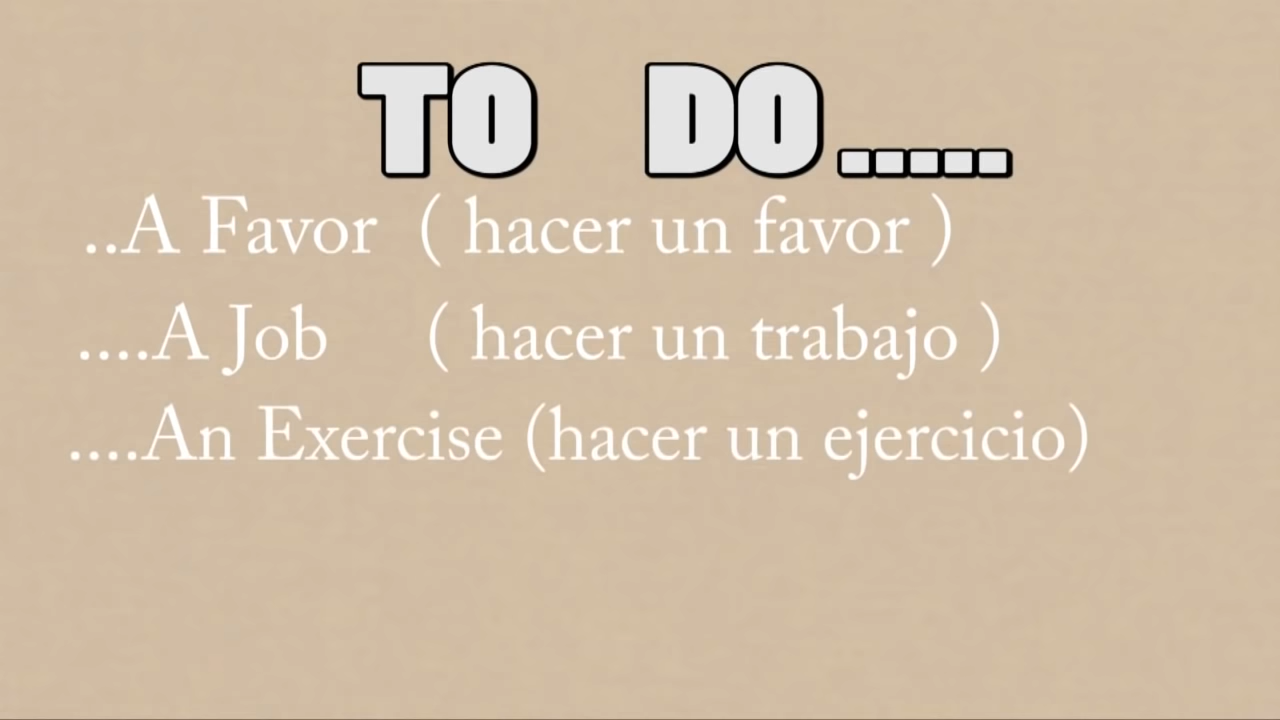 TO DO.....
..A Favor ( hacer un favor )
....A Job ( hacer un trabajo )
....An Exercise (hacer un ejercicio)